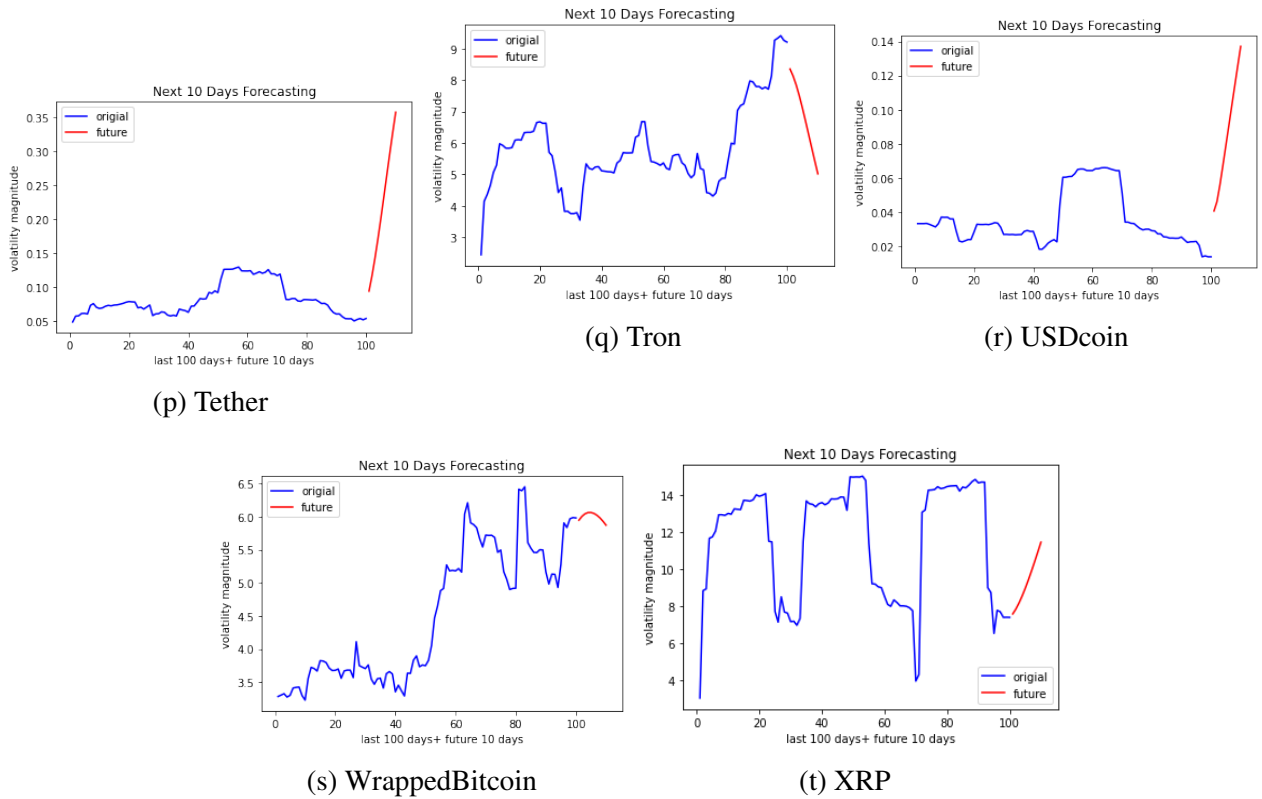 Next 10 Days Forecasting
origial
future
volatility magnitude
0.35
0.30
0.25
0.20
0.15
0.10
0.05
0 20 40 60 80 100
last 100 days+ future 10 days
(p) Tether
Next 10 Days Forecasting
origial
future
volatility magnitude
9
8
7
6
5
4
3
0 20 40 60 80 100
last 100 days+ future 10 days
(q) Tron
Next 10 Days Forecasting
origial
future
volatility magnitude
0.14
0.12
0.10
0.08
0.06
0.04
0.02
0 20 40 60 80 100
last 100 days+ future 10 days
(r) USDcoin
Next 10 Days Forecasting
origial
future
volatility magnitude
6.5
6.0
5.5
5.0
4.5
4.0
3.5
0 20 40 60 80 100
last 100 days+ future 10 days
(s) WrappedBitcoin
Next 10 Days Forecasting
volatility magnitude
14
12
10
8
6
4
origial
future
0 20 40 60 80 100
last 100 days+ future 10 days
(t) XRP